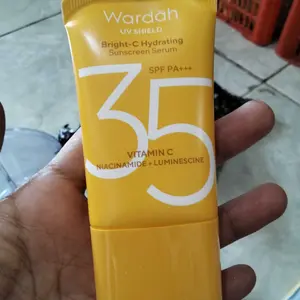 Wardah
UV SHIELD
Bright-C Hydrating
Sunscreen Serum
SPF PA+++
35
VITAMIN C
NIACINAMIDE + LUMINESCINE